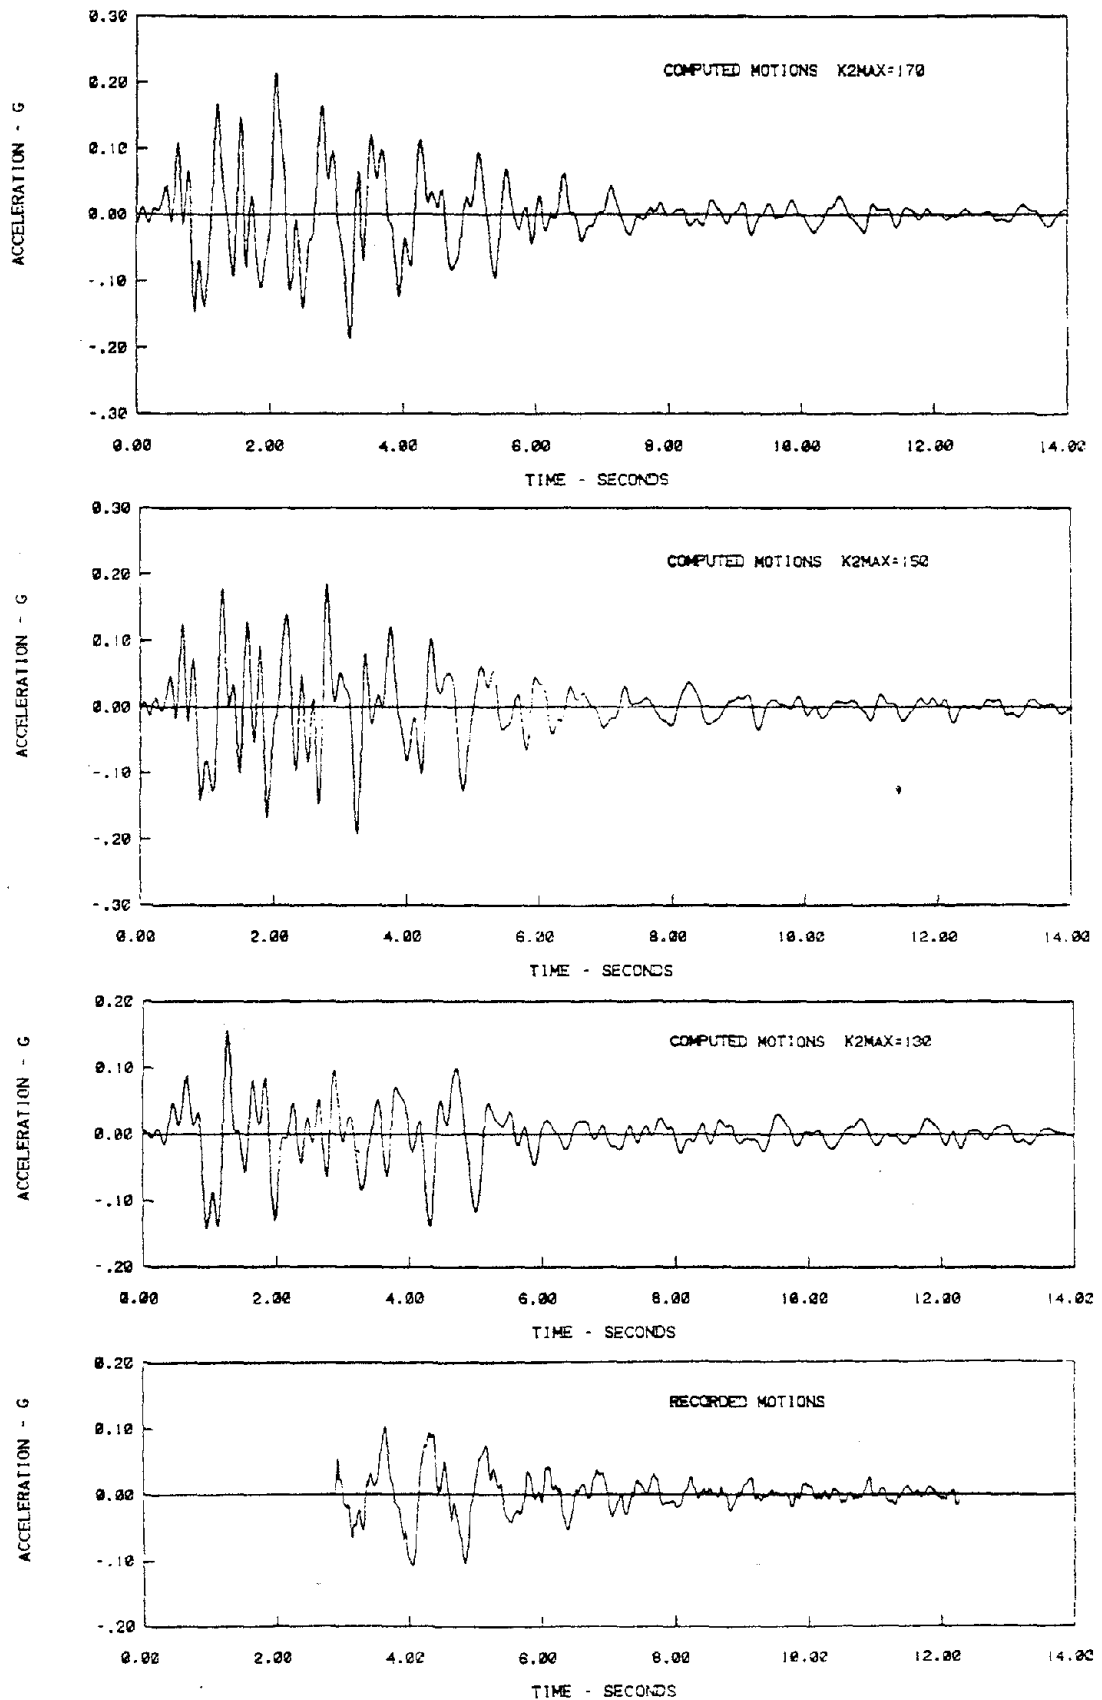 0.30
COMPUTED MOTIONS K2MAX=170
0.20
0.10
0.00
-.10
-.20
-.30
ACCELERATION - G
0.00 2.00 4.00 6.00 8.00 10.00 12.00 14.00
TIME - SECONDS
0.30
COMPUTED MOTIONS K2MAX=150
0.20
0.10
0.00
-.10
-.20
-.30
ACCELERATION - G
0.00 2.00 4.00 6.00 8.00 10.00 12.00 14.00
TIME - SECONDS
0.20
COMPUTED MOTIONS K2MAX=130
0.10
0.00
-.10
-.20
ACCELERATION - G
0.00 2.00 4.00 6.00 8.00 10.00 12.00 14.00
TIME - SECONDS
0.20
RECORDED MOTIONS
0.10
0.00
-.10
-.20
ACCELERATION - G
0.00 2.00 4.00 6.00 8.00 10.00 12.00 14.00
TIME - SECONDS